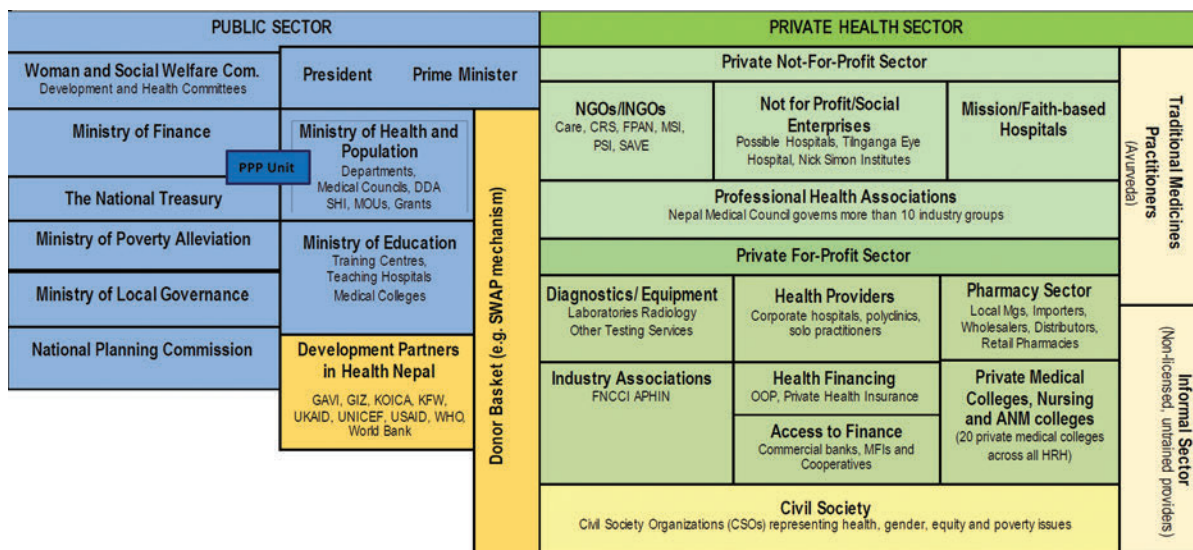 PUBLIC SECTOR
Woman and Social Welfare Com.
Development and Health Committees
President
Prime Minister
Ministry of Finance
PPP Unit
Ministry of Health and
Population
Departments,
Medical Councils, DDA
SHI, MOUs, Grants
The National Treasury
Ministry of Poverty Alleviation
Ministry of Education
Training Centres,
Teaching Hospitals
Medical Colleges
Ministry of Local Governance
National Planning Commission
Development Partners
in Health Nepal
GAVI, GIZ, KOICA, KFW,
UKAID, UNICEF, USAID, WHO,
World Bank
Donor Basket (e.g. SWAP mechanism)
PRIVATE HEALTH SECTOR
Private Not-For-Profit Sector
NGOs/INGOs
Care, CRS, FPAN, MSI,
PSI, SAVE
Not for Profit/Social
Enterprises
Possible Hospitals, Tilnganga Eye
Hospital, Nick Simon Institutes
Mission/Faith-based
Hospitals
Professional Health Associations
Nepal Medical Council governs more than 10 industry groups
Private For-Profit Sector
Diagnostics/ Equipment
Laboratories Radiology
Other Testing Services
Health Providers
Corporate hospitals, polyclinics,
solo practitioners
Pharmacy Sector
Local Mgs, Importers,
Wholesalers, Distributors,
Retail Pharmacies
Industry Associations
FNCCI APHIN
Health Financing
OOP, Private Health Insurance
Access to Finance
Commercial banks, MFIs and
Cooperatives
Private Medical
Colleges, Nursing
and ANM colleges
(20 private medical colleges
across all HRH)
Civil Society
Civil Society Organizations (CSOs) representing health, gender, equity and poverty issues
Traditional Medicines
Practitioners
(Ayurveda)
Informal Sector
(Non-licensed, untrained providers)